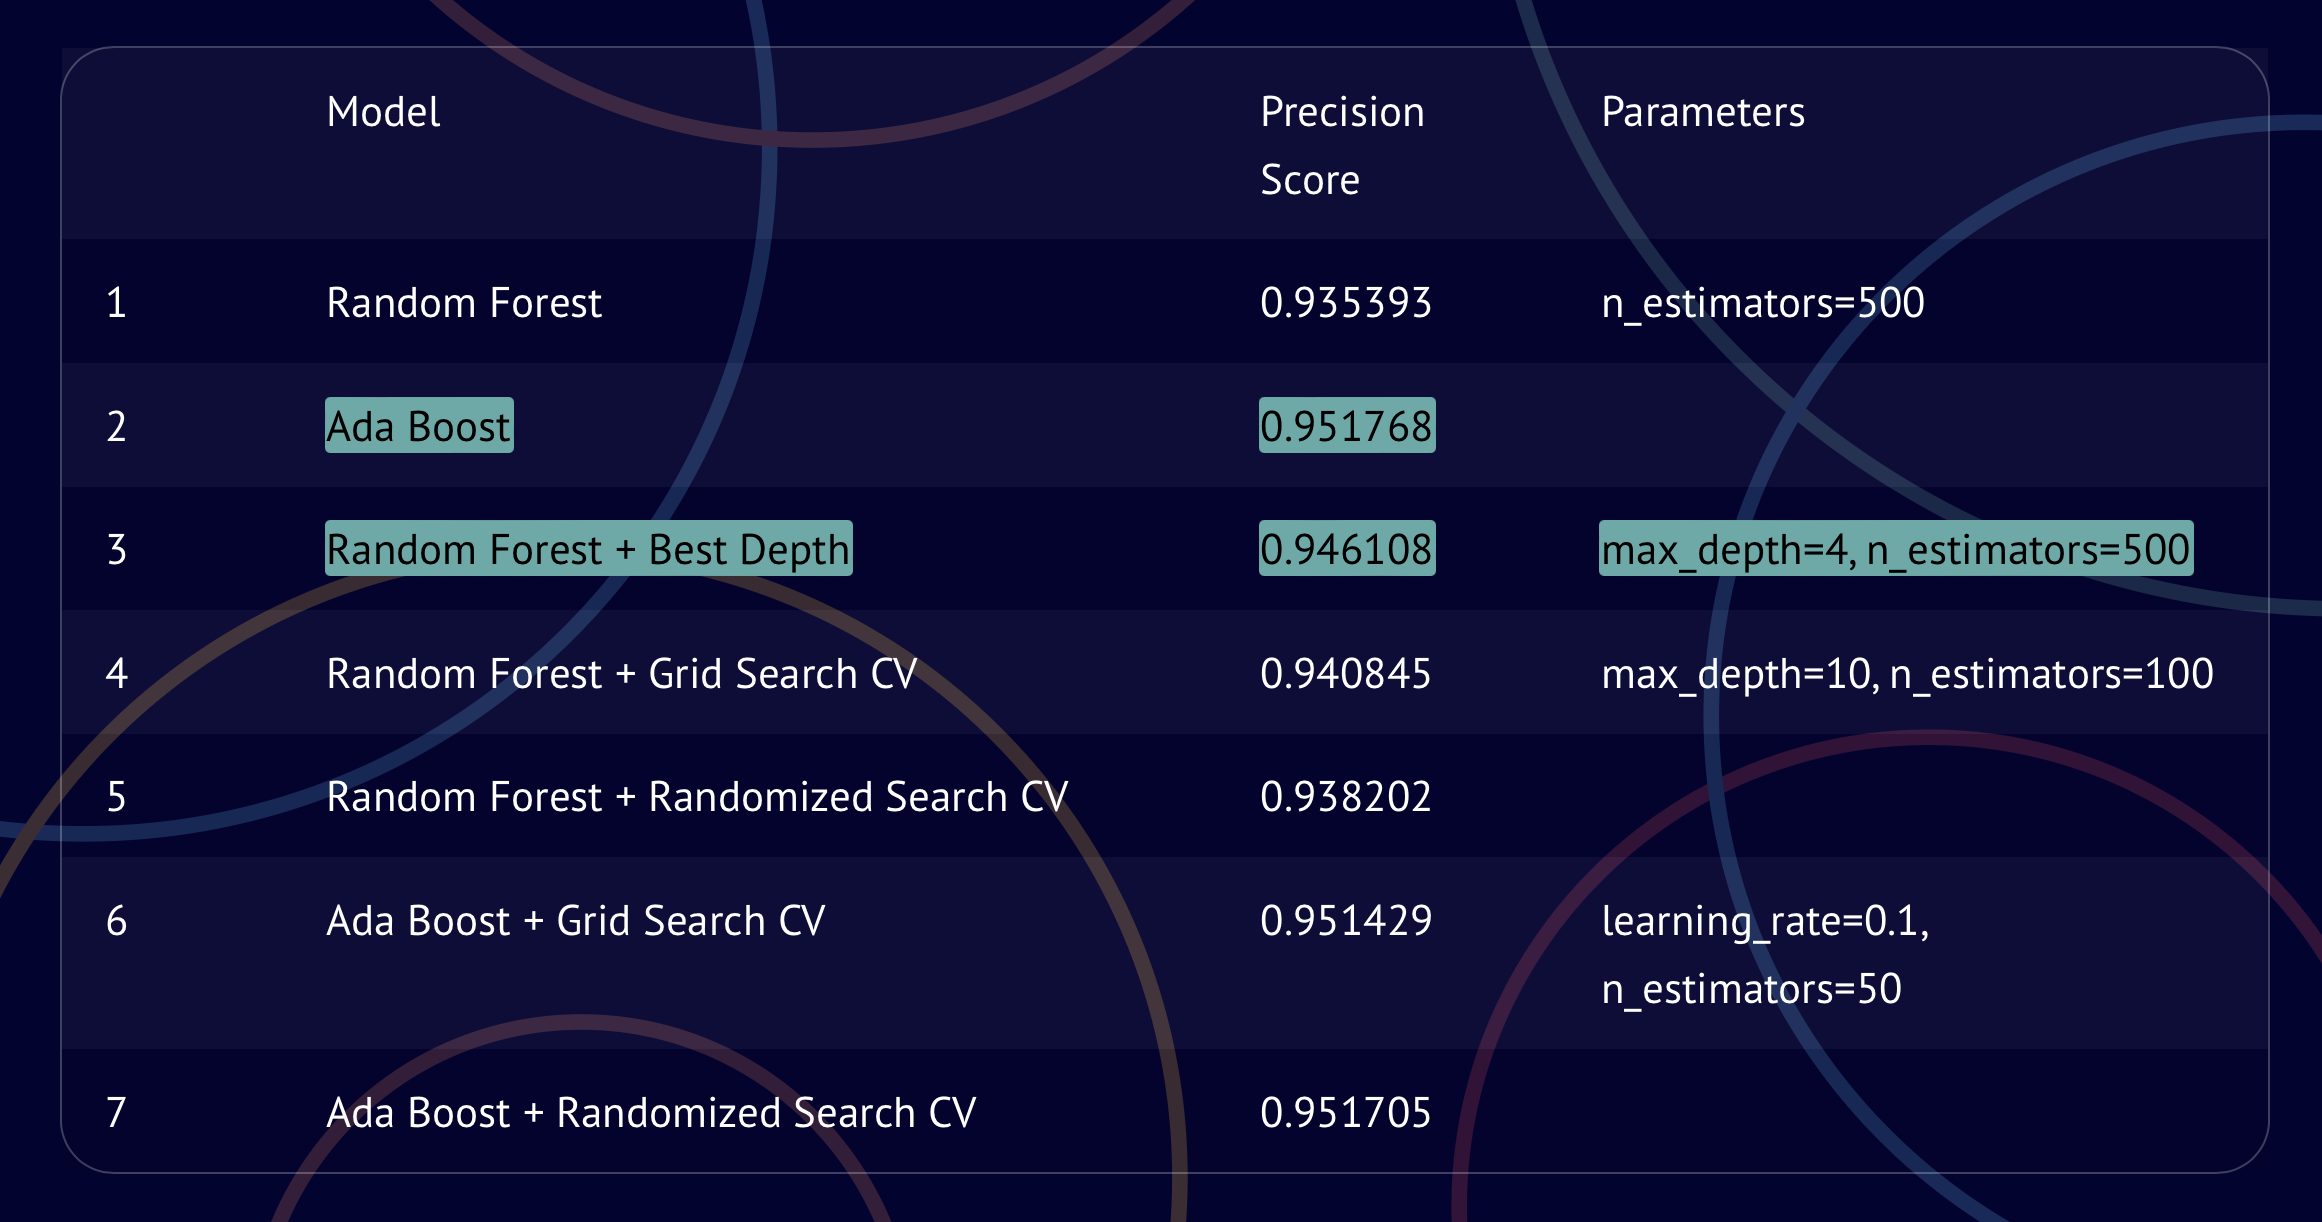 Model Precision Score Parameters
1 Random Forest 0.935393 n_estimators=500
2 Ada Boost 0.951768
3 Random Forest + Best Depth 0.946108 max_depth=4, n_estimators=500
4 Random Forest + Grid Search CV 0.940845 max_depth=10, n_estimators=100
5 Random Forest + Randomized Search CV 0.938202
6 Ada Boost + Grid Search CV 0.951429 learning_rate=0.1,
n_estimators=50
7 Ada Boost + Randomized Search CV 0.951705